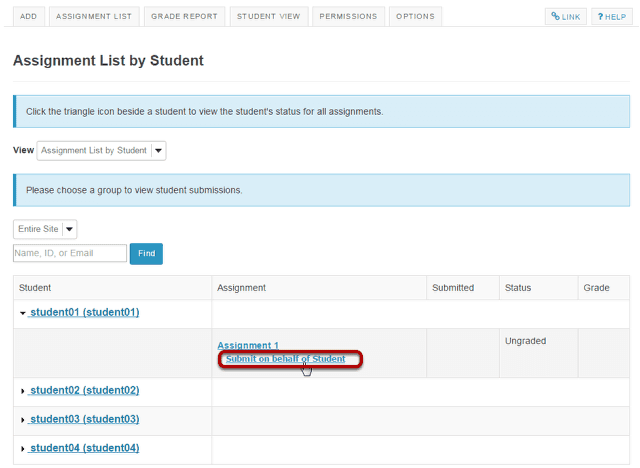 ADD ASSIGNMENT LIST GRADE REPORT STUDENT VIEW PERMISSIONS OPTIONS LINK ? HELP
Assignment List by Student
Click the triangle icon beside a student to view the student's status for all assignments.
View Assignment List by Student
Please choose a group to view student submissions.
Entire Site
Name, ID, or Email Find
Student Assignment Submitted Status Grade
student01 (student01)
Assignment 1 Ungraded
Submit on behalf of Student
student02 (student02)
student03 (student03)
student04 (student04)